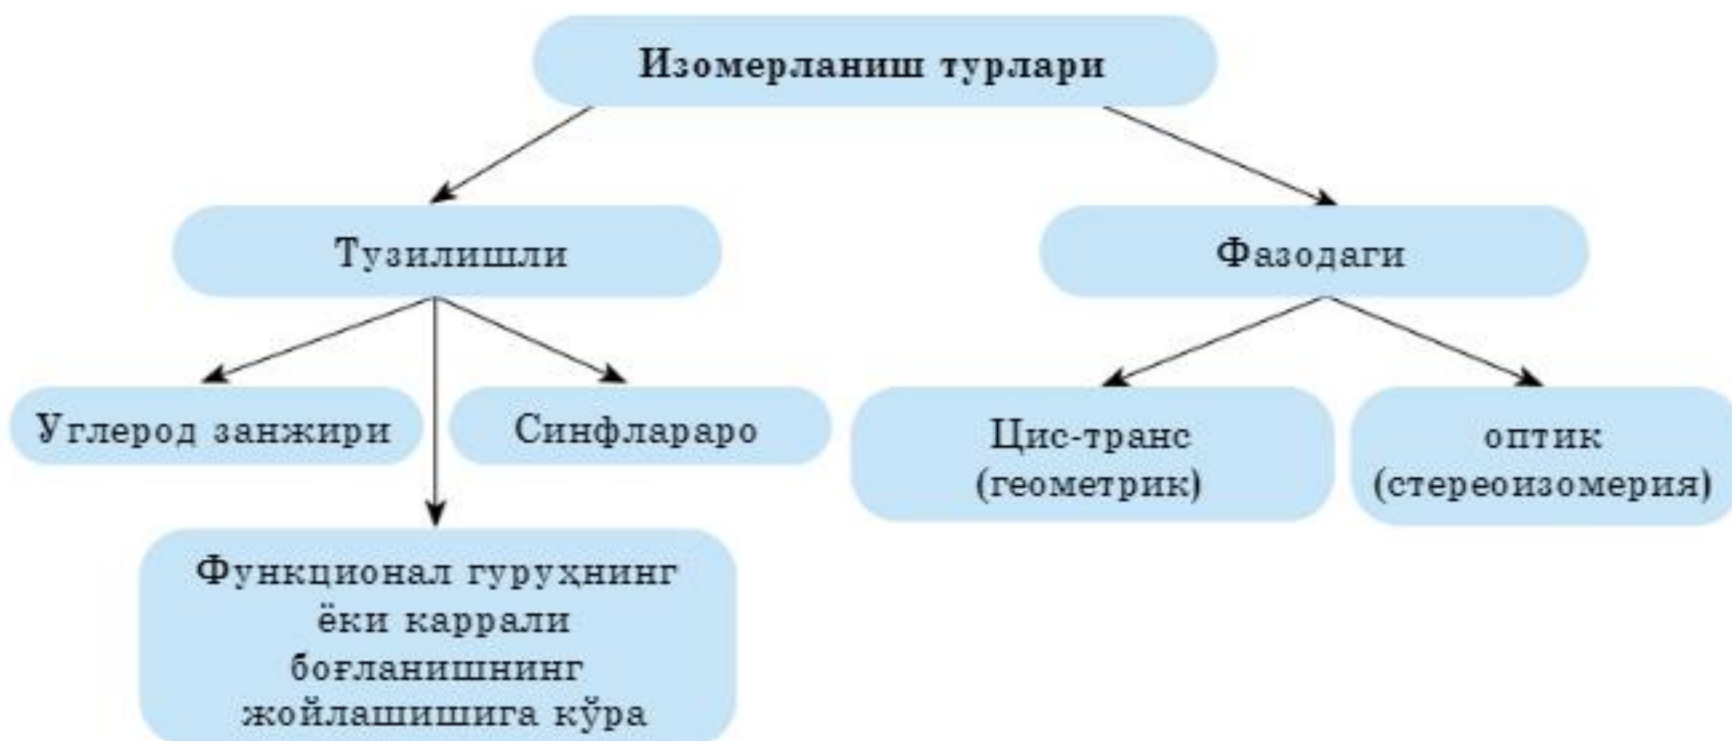 Изомерланиш турлари
Тузилишли
Фазодаги
Углерод занжири
Синфлараро
Цис-транс
(геометрик)
оптик
(стереоизомерия)
Функционал гуруҳнинг
ёки каррали
боғланишнинг
жойлашишига кўра